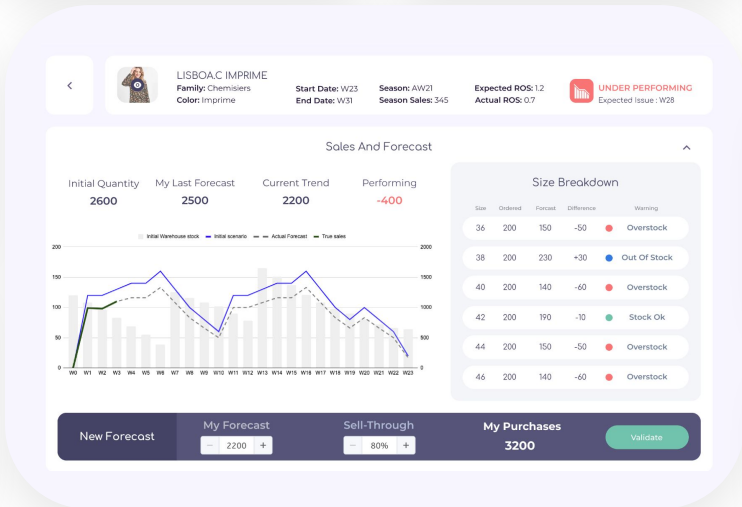 LISBOA.C IMPRIME
Family: Chemisiers
Color: Imprime
Start Date: W23
End Date: W31
Season: AW21
Season Sales: 345
Expected ROS: 1.2
Actual ROS: 0.7
UNDER PERFORMING
Expected Issue : W28
Sales And Forecast
Initial Quantity My Last Forecast Current Trend Performing
2600 2500 2200 -400
Initial Warehouse stock Initial scenario Actual Forecast True sales
200 2000
150 1500
100 1000
50 500
0 0
W0 W1 W2 W3 W4 W5 W6 W7 W8 W9 W10 W11 W12 W13 W14 W15 W16 W18 W17 W18 W19 W20 W21 W22 W23
Size Breakdown
Size Ordered Forcast Difference Warning
36 200 150 -50 Overstock
38 200 230 +30 Out Of Stock
40 200 140 -60 Overstock
42 200 190 -10 Stock Ok
44 200 150 -50 Overstock
46 200 140 -60 Overstock
New Forecast
My Forecast
− 2200 +
Sell-Through
− 80% +
My Purchases
3200
Validate